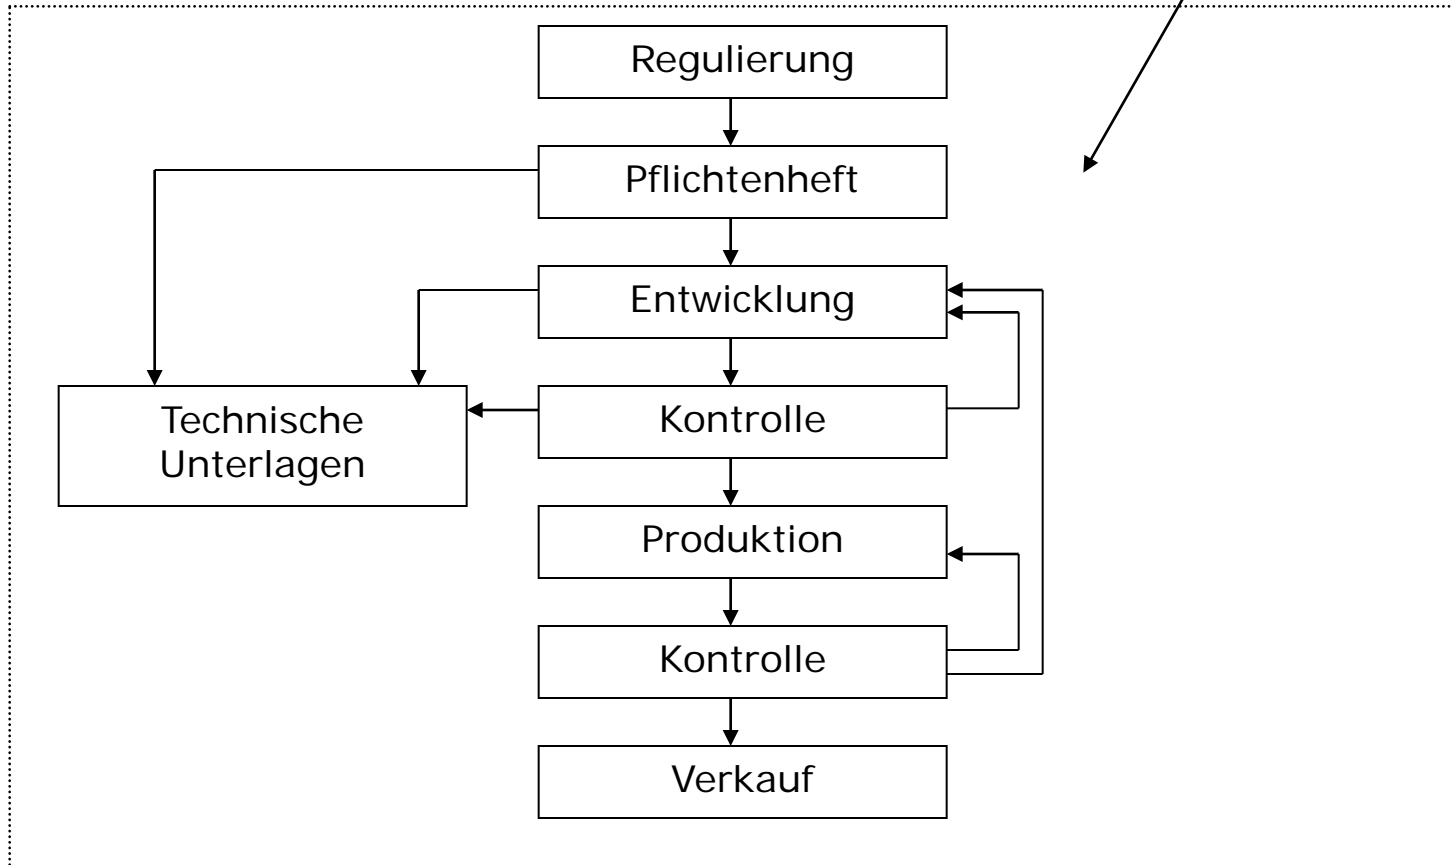 Regulierung
Pflichtenheft
Entwicklung
Technische
Unterlagen
Kontrolle
Produktion
Kontrolle
Verkauf